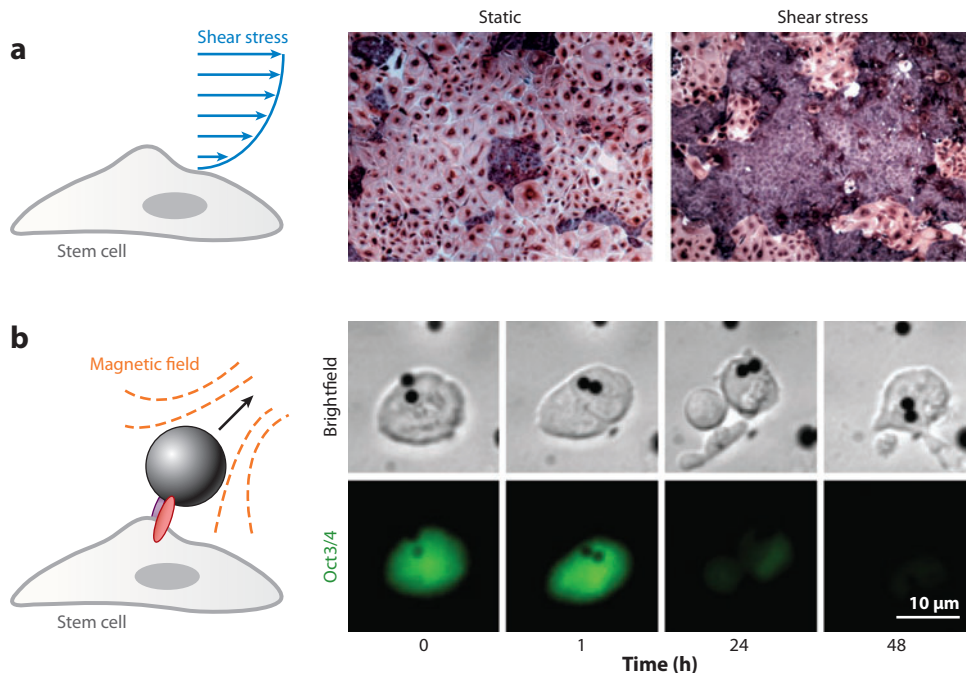 a
Shear stress
Stem cell
Static
Shear stress
b
Magnetic field
Stem cell
Brightfield
Oct3/4
10 µm
0
1
24
48
Time (h)